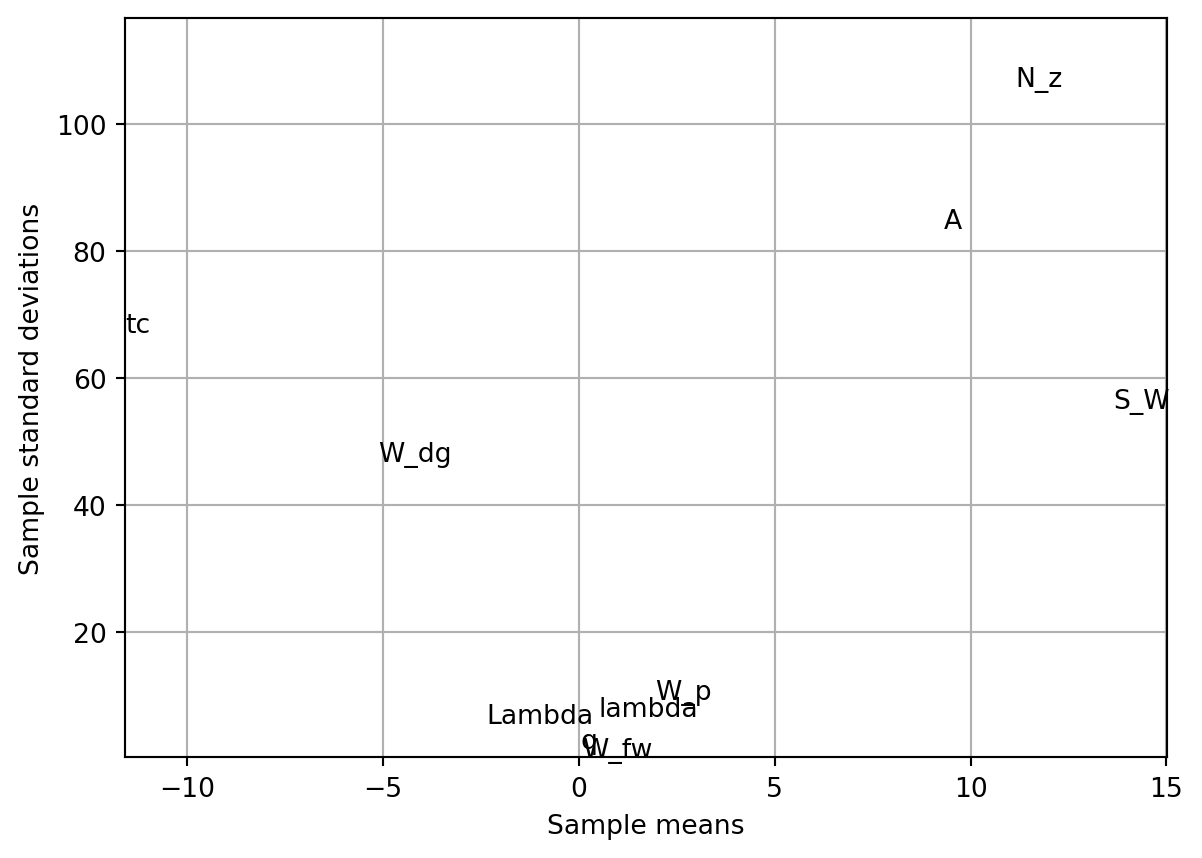 N_z
100
A
80
tc
60
S_W
W_dg
40
20
W_p
lambda
Lambda
q
W_fw
−10
−5
0
5
10
15
Sample means
Sample standard deviations